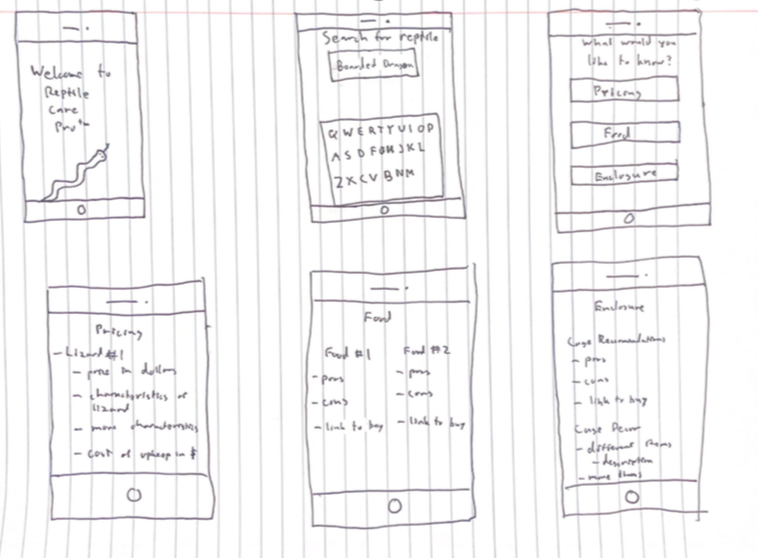 Welcome to
Reptile
Care
Pro™
Search for reptile
Bearded Dragon
QWERTYUIOP
ASDFGHJKL
ZXCVBNM
What would you
like to know?
Pricing
Food
Enclosure
Pricing
- Lizard #1
- price in dollars
- characteristics of
lizard
- more characteristics
- cost of upkeep in $
Food
Food #1
- pros
- cons
- link to buy
Food #2
- pros
- cons
- link to buy
Enclosure
Cage
- pros
- cons
- link to buy
Cage Decor
- different items
- description
- more items